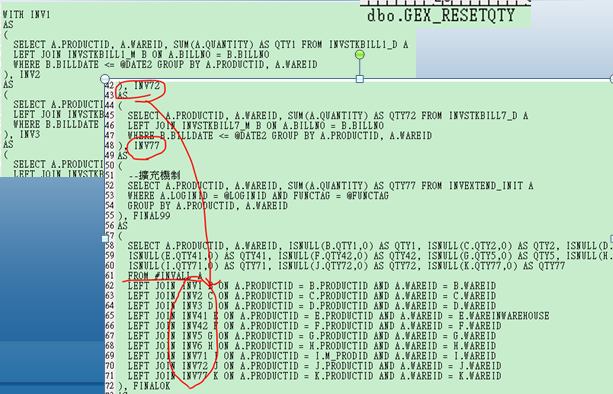 dbo.GEX_RESETQTY
WITH INV1
AS
(
SELECT A.PRODUCTID, A.WAREID, SUM(A.QUANTITY) AS QTY1 FROM INVSTKBILL1_D A
LEFT JOIN INVSTKBILL1_M B ON A.BILLNO = B.BILLNO
WHERE B.BILLDATE <= @DATE2 GROUP BY A.PRODUCTID, A.WAREID
), INV2
AS
(
SELECT A.PRODUCT
LEFT JOIN INVSTKB
WHERE B.BILLDATE
), INV3
AS
(
SELECT A.PRODUCT
LEFT JOIN INVSTKB
42 ), INV72
43 AS
44 (
45 SELECT A.PRODUCTID, A.WAREID, SUM(A.QUANTITY) AS QTY72 FROM INVSTKBILL7_D A
46 LEFT JOIN INVSTKBILL7_M B ON A.BILLNO = B.BILLNO
47 WHERE B.BILLDATE <= @DATE2 GROUP BY A.PRODUCTID, A.WAREID
48 ), INV77
49 AS
50 (
51 --擴充機制
52 SELECT A.PRODUCTID, A.WAREID, SUM(A.QUANTITY) AS QTY77 FROM INVEXTEND_INIT A
53 WHERE A.LOGINID = @LOGINID AND FUNCTAG = @FUNCTAG
54 GROUP BY A.PRODUCTID, A.WAREID
55 ), FINAL99
56 AS
57 (
58 SELECT A.PRODUCTID, A.WAREID, ISNULL(B.QTY1,0) AS QTY1, ISNULL(C.QTY2,0) AS QTY2, ISNULL(D.
59 ISNULL(E.QTY41,0) AS QTY41, ISNULL(F.QTY42,0) AS QTY42, ISNULL(G.QTY5,0) AS QTY5, ISNULL(H.
60 ISNULL(I.QTY71,0) AS QTY71, ISNULL(J.QTY72,0) AS QTY72, ISNULL(K.QTY77,0) AS QTY77
61 FROM #INVALL A
62 LEFT JOIN INV1 B ON A.PRODUCTID = B.PRODUCTID AND A.WAREID = B.WAREID
63 LEFT JOIN INV2 C ON A.PRODUCTID = C.PRODUCTID AND A.WAREID = C.WAREID
64 LEFT JOIN INV3 D ON A.PRODUCTID = D.PRODUCTID AND A.WAREID = D.WAREID
65 LEFT JOIN INV41 E ON A.PRODUCTID = E.PRODUCTID AND A.WAREID = E.WAREINWAREHOUSE
66 LEFT JOIN INV42 F ON A.PRODUCTID = F.PRODUCTID AND A.WAREID = F.WAREID
67 LEFT JOIN INV5 G ON A.PRODUCTID = G.PRODUCTID AND A.WAREID = G.WAREID
68 LEFT JOIN INV6 H ON A.PRODUCTID = H.PRODUCTID AND A.WAREID = H.WAREID
69 LEFT JOIN INV71 I ON A.PRODUCTID = I.M_PRODID AND A.WAREID = I.WAREID
70 LEFT JOIN INV72 J ON A.PRODUCTID = J.PRODUCTID AND A.WAREID = J.WAREID
71 LEFT JOIN INV77 K ON A.PRODUCTID = K.PRODUCTID AND A.WAREID = K.WAREID
72 ), FINALOK